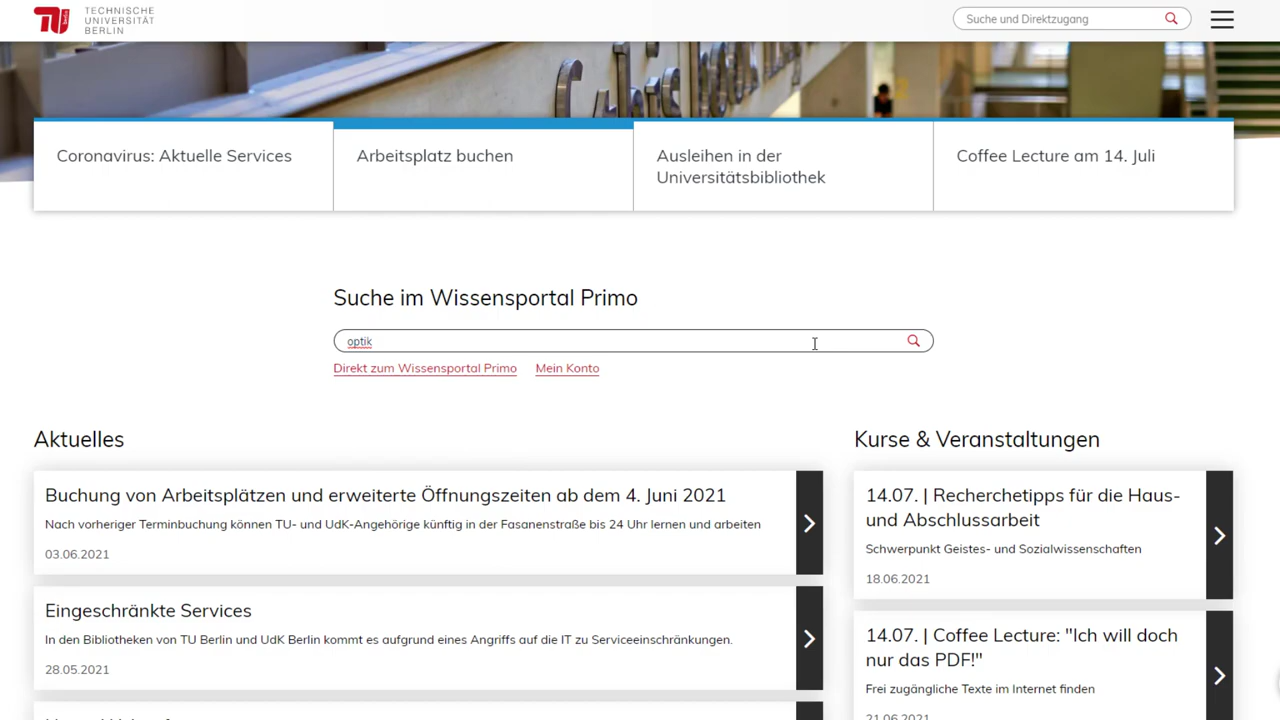 TECHNISCHE
UNIVERSITÄT
BERLIN
Suche und Direktzugang
Coronavirus: Aktuelle Services
Arbeitsplatz buchen
Ausleihen in der
Universitätsbibliothek
Coffee Lecture am 14. Juli
Suche im Wissensportal Primo
optik
Direkt zum Wissensportal Primo
Mein Konto
Aktuelles
Buchung von Arbeitsplätzen und erweiterte Öffnungszeiten ab dem 4. Juni 2021
Nach vorheriger Terminbuchung können TU- und UdK-Angehörige künftig in der Fasanenstraße bis 24 Uhr lernen und arbeiten
03.06.2021
Eingeschränkte Services
In den Bibliotheken von TU Berlin und UdK Berlin kommt es aufgrund eines Angriffs auf die IT zu Serviceeinschränkungen.
28.05.2021
Kurse & Veranstaltungen
14.07. | Recherchetipps für die Haus-
und Abschlussarbeit
Schwerpunkt Geistes- und Sozialwissenschaften
18.06.2021
14.07. | Coffee Lecture: "Ich will doch
nur das PDF!"
Frei zugängliche Texte im Internet finden
21.06.2021